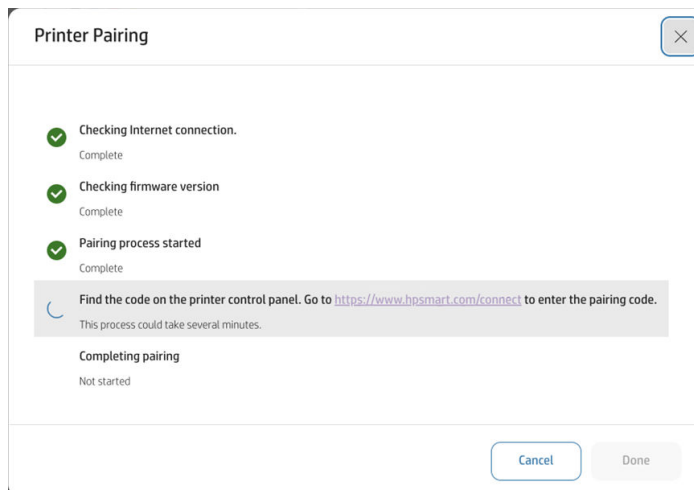 Printer Pairing
Checking Internet connection.
Complete
Checking firmware version
Complete
Pairing process started
Complete
Find the code on the printer control panel. Go to https://www.hpsmart.com/connect to enter the pairing code.
This process could take several minutes.
Completing pairing
Not started
Cancel Done